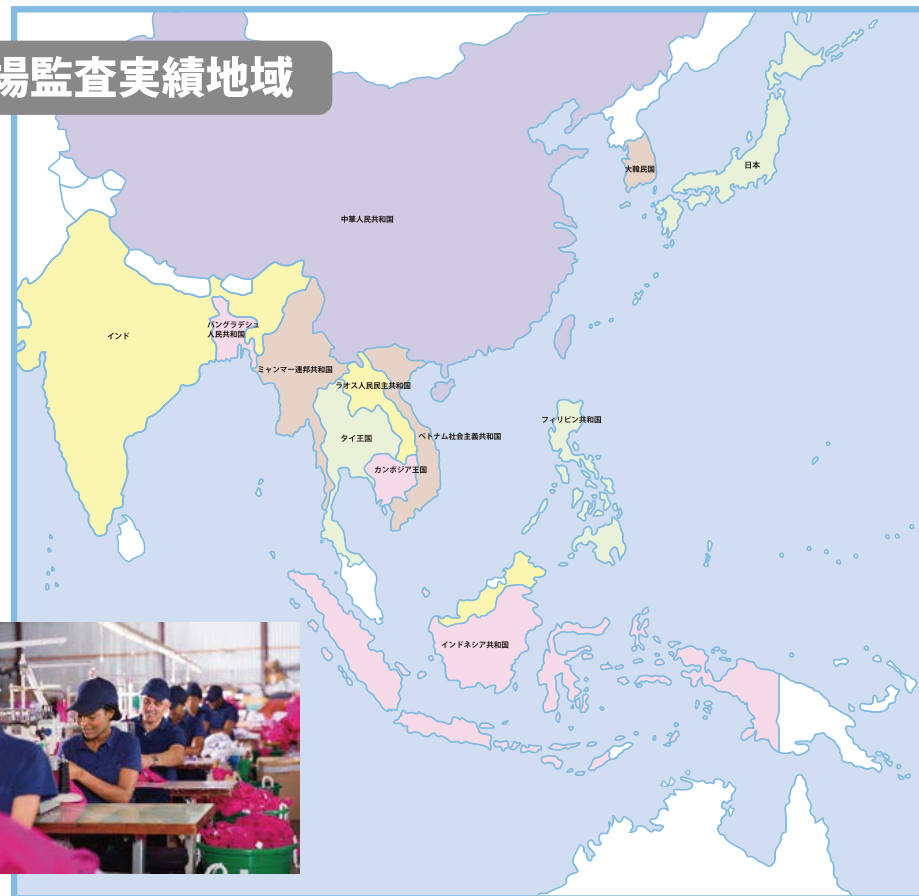 場監査実績地域
大韓民国
日本
中華人民共和国
バングラデシュ
人民共和国
インド
ミャンマー連邦共和国
ラオス人民民主共和国
フィリピン共和国
タイ王国
ベトナム社会主義共和国
カンボジア王国
インドネシア共和国